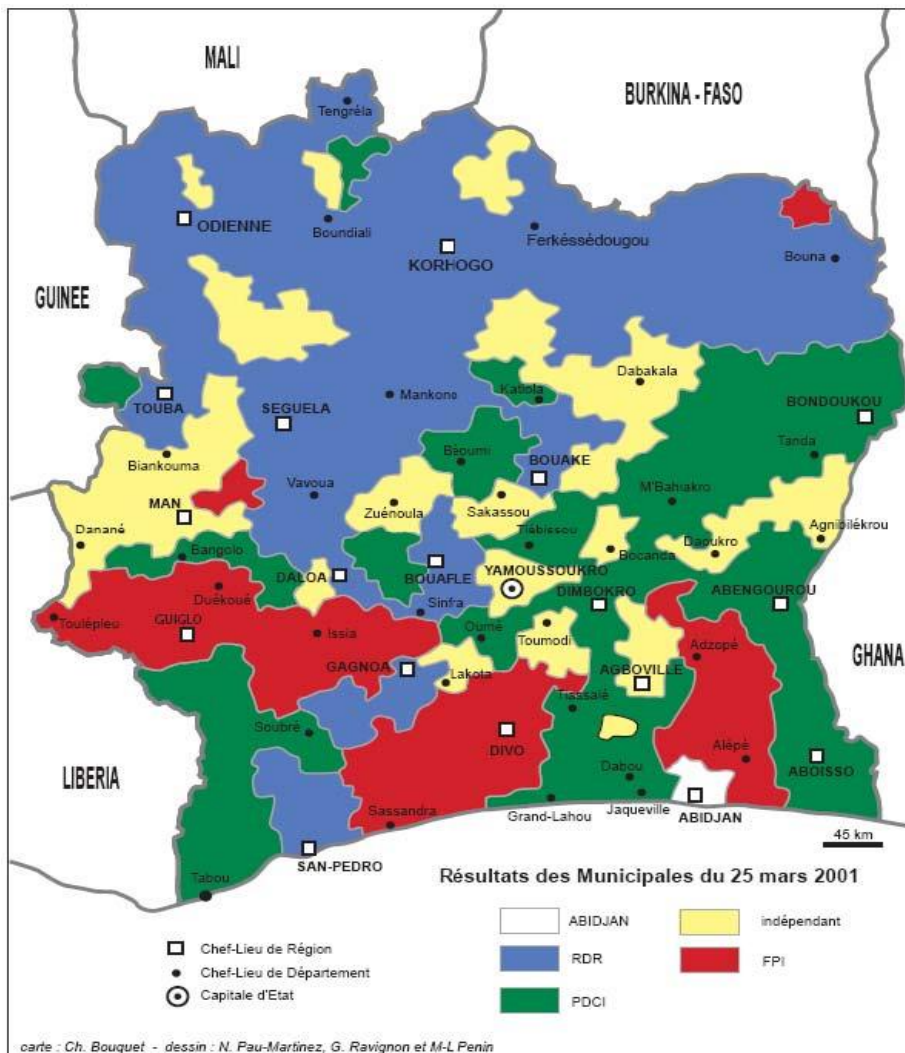 MALI
BURKINA - FASO
Tengréla
ODIENNE
Boundiali
Ferkéssédougou
KORHOGO
Bouna
GUINEE
Dabakala
Katiola
TOUBA
Mankono
SEGUELA
BONDOUKOU
Tanda
Biankouma
Béoumi
BOUAKE
Vavoua
M'Bahiakro
MAN
Zuénoula
Sakassou
Agnibilékrou
Danané
Tiébissou
Bocanda
Daoukro
Bangolo
DALOA
BOUAFLE
YAMOUSSOUKRO
DIMBOKRO
ABENGOUROU
Duékoué
Sinfra
Toulépleu
GUIGLO
Issia
Oumé
Toumodi
Adzopé
GHANA
GAGNOA
Lakota
AGBOVILLE
Tiassalé
Soubré
DIVO
Alépé
ABOISSO
LIBERIA
Dabou
Sassandra
Grand-Lahou
Jaqueville
ABIDJAN
45 km
SAN-PEDRO
Tabou
Résultats des Municipales du 25 mars 2001
ABIDJAN
indépendant
RDR
FPI
PDCI
Chef-Lieu de Région
Chef-Lieu de Département
Capitale d'Etat
carte : Ch. Bouquet - dessin : N. Pau-Martinez, G. Ravignon et M-L Penin